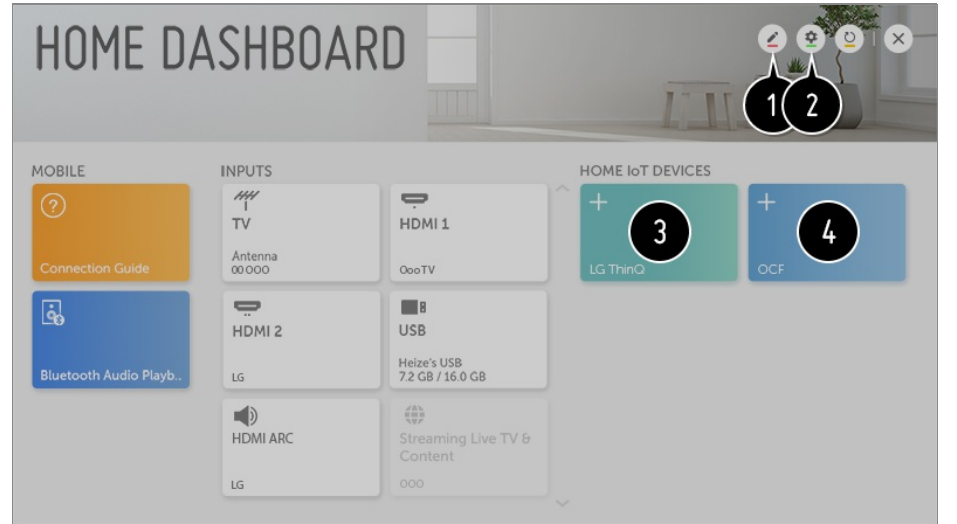 HOME DASHBOARD
1
2
MOBILE
INPUTS
HOME IoT DEVICES
Connection Guide
Bluetooth Audio Playb..
TV
Antenna
00 000
HDMI 1
OooTV
HDMI 2
LG
USB
Heize's USB
7.2 GB / 16.0 GB
HDMI ARC
LG
Streaming Live TV &
Content
000
3
LG ThinQ
4
OCF